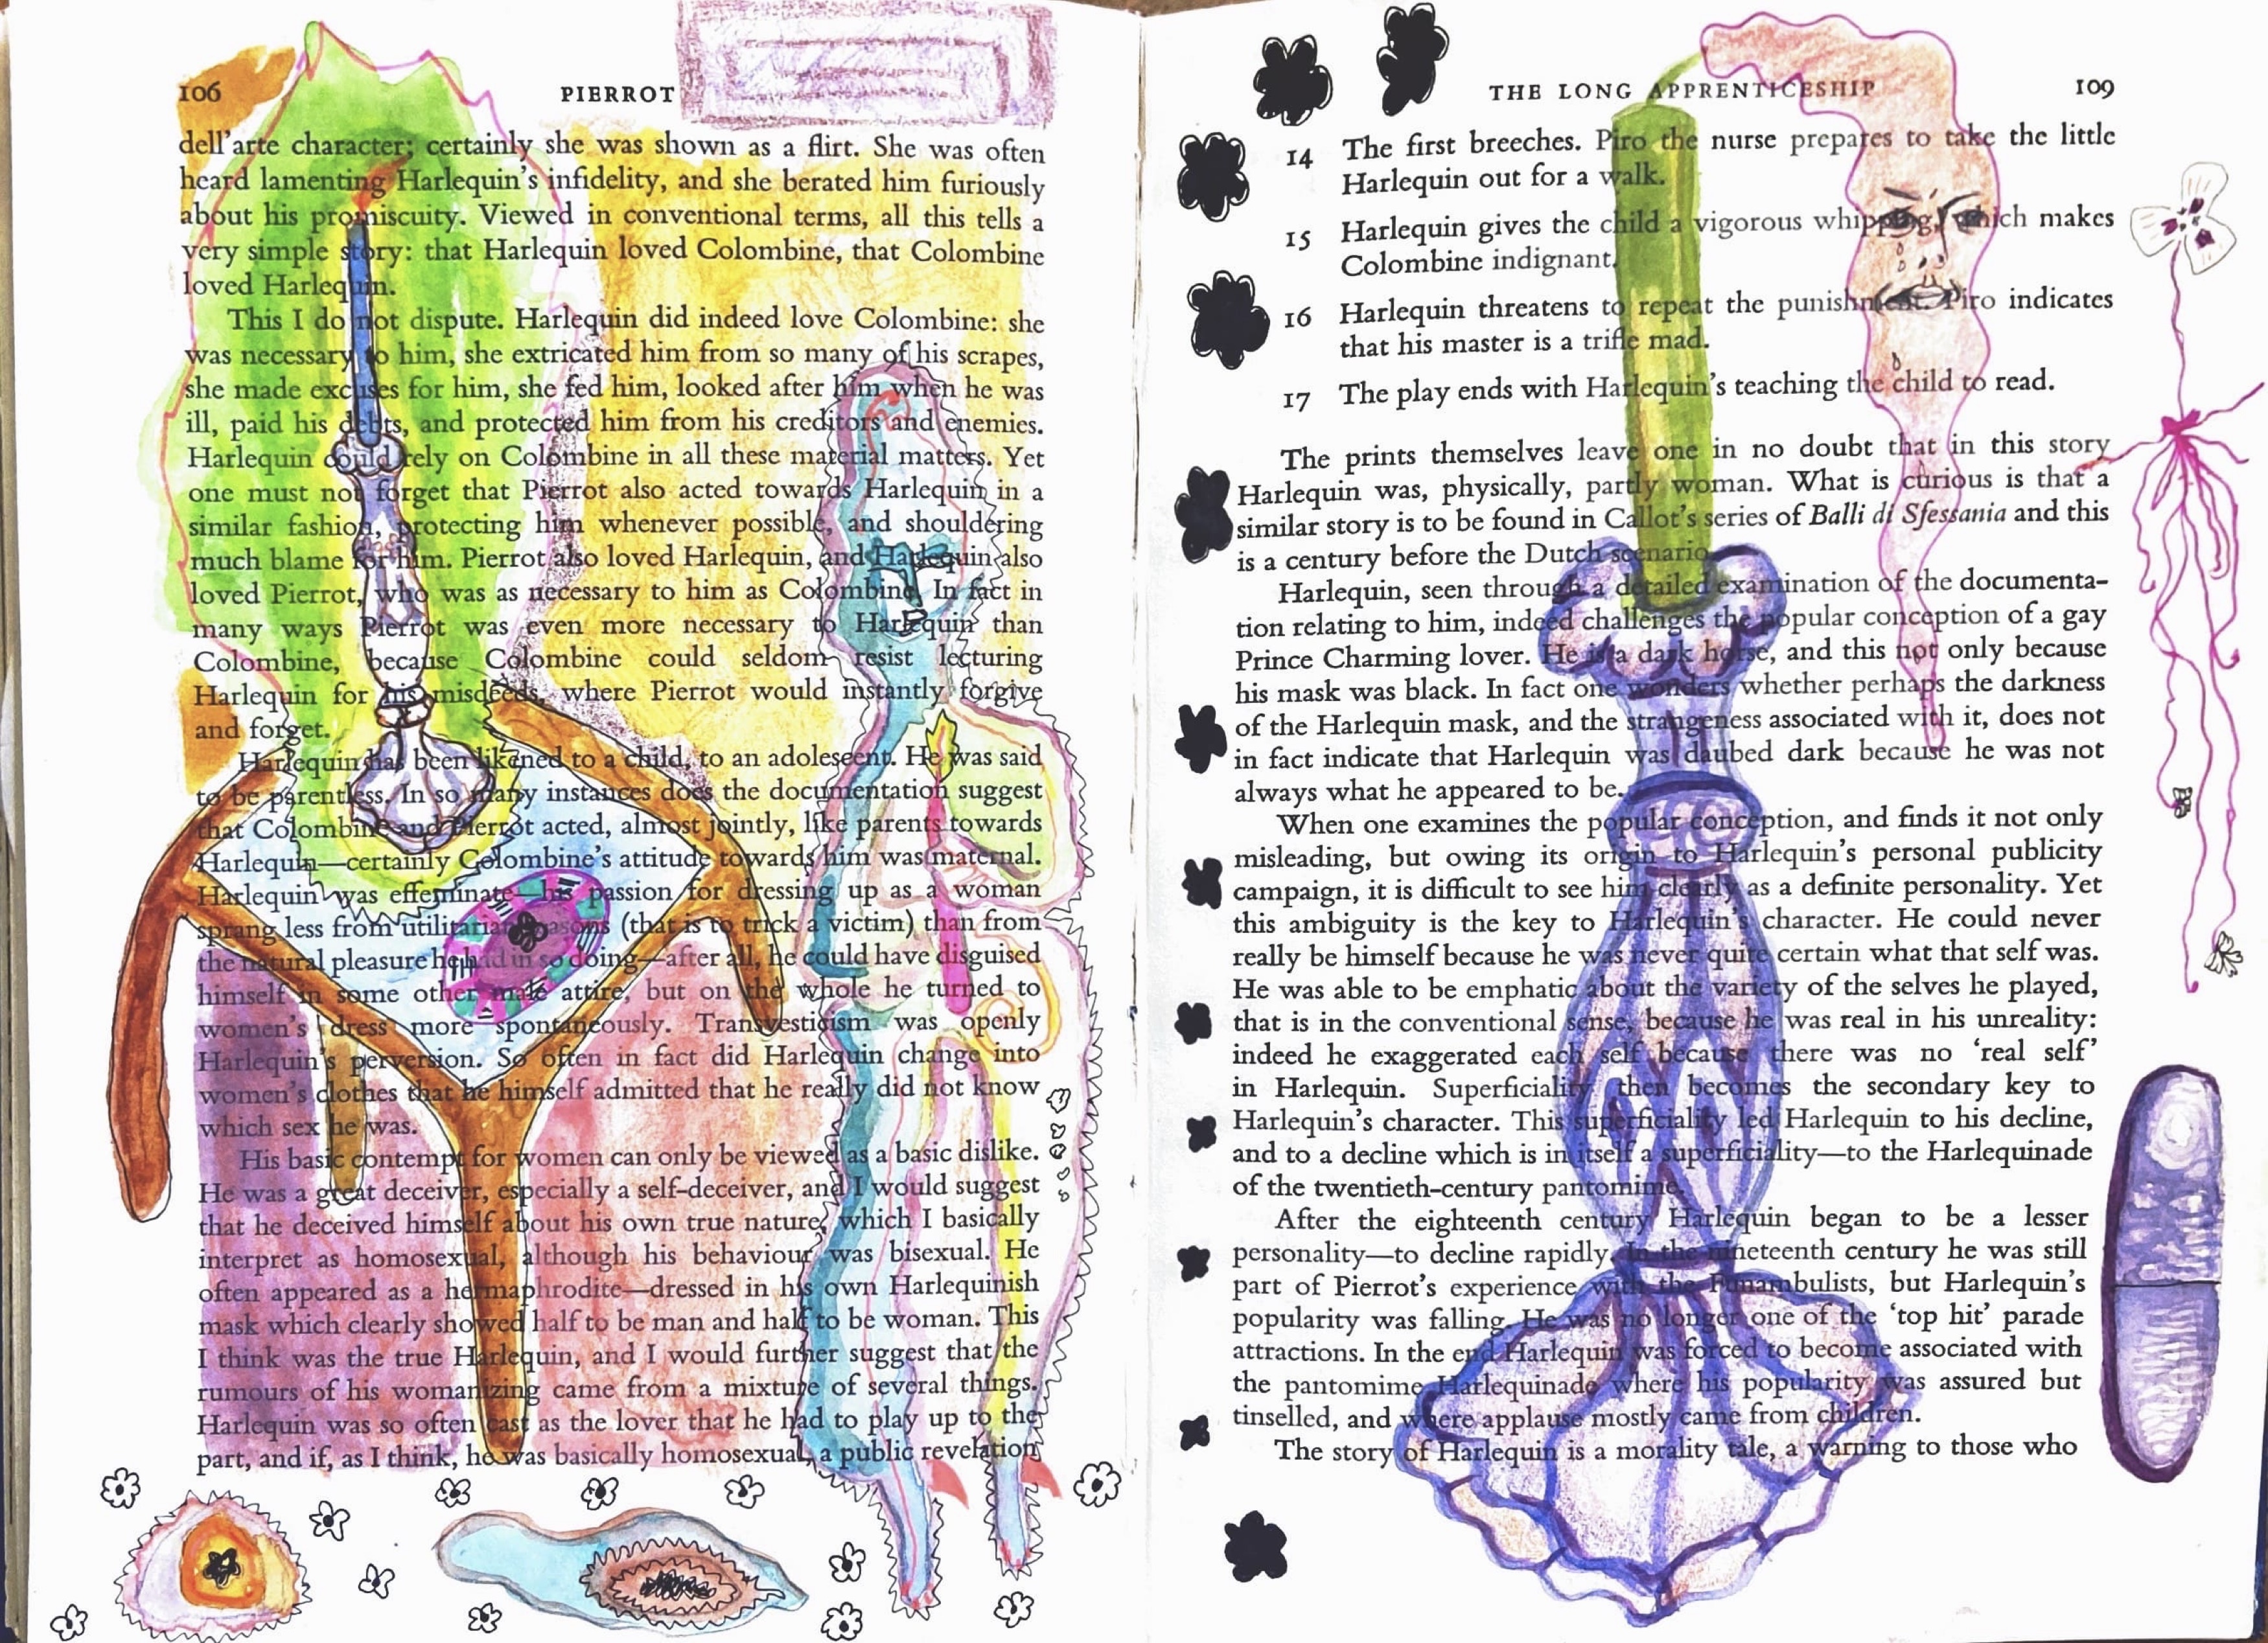 106
PIERROT
dell'arte character; certainly she was shown as a flirt. She was often
heard lamenting Harlequin's infidelity, and she berated him furiously
about his promiscuity. Viewed in conventional terms, all this tells a
very simple story: that Harlequin loved Colombine, that Colombine
loved Harlequin.
This I do not dispute. Harlequin did indeed love Colombine: she
was necessary to him, she extricated him from so many of his scrapes,
she made excuses for him, she fed him, looked after him when he was
ill, paid his debts, and protected him from his creditors and enemies.
Harlequin could rely on Colombine in all these material matters. Yet
one must not forget that Pierrot also acted towards Harlequin in a
similar fashion, protecting him whenever possible, and shouldering
much blame for him. Pierrot also loved Harlequin, and Harlequin also
loved Pierrot, who was as necessary to him as Colombine. In fact in
many ways Pierrot was even more necessary to Harlequin than
Colombine, because Colombine could seldom resist lecturing
Harlequin for his misdeeds, where Pierrot would instantly forgive
and forget.
Harlequin has been likened to a child, to an adolescent. He was said
to be parentless. In so many instances does the documentation suggest
that Colombine and Pierrot acted, almost jointly, like parents towards
Harlequin—certainly Colombine's attitude towards him was maternal.
Harlequin was effeminate—his passion for dressing up as a woman
sprang less from utilitarian reasons (that is to trick a victim) than from
the natural pleasure he had in so doing—after all, he could have disguised
himself in some other male attire, but on the whole he turned to
women's dress more spontaneously. Transvesticism was openly
Harlequin's perversion. So often in fact did Harlequin change into
women's clothes that he himself admitted that he really did not know
which sex he was.
His basic contempt for women can only be viewed as a basic dislike.
He was a great deceiver, especially a self-deceiver, and I would suggest
that he deceived himself about his own true nature, which I basically
interpret as homosexual, although his behaviour was bisexual. He
often appeared as a hermaphrodite—dressed in his own Harlequinish
mask which clearly showed half to be man and half to be woman. This
I think was the true Harlequin, and I would further suggest that the
rumours of his womanizing came from a mixture of several things.
Harlequin was so often cast as the lover that he had to play up to the
part, and if, as I think, he was basically homosexual, a public revelation
THE LONG APPRENTICESHIP
109
14 The first breeches. Piro the nurse prepares to take the little
Harlequin out for a walk.
15 Harlequin gives the child a vigorous whipping, which makes
Colombine indignant.
16 Harlequin threatens to repeat the punishment. Piro indicates
that his master is a trifle mad.
17 The play ends with Harlequin's teaching the child to read.
The prints themselves leave one in no doubt that in this story
Harlequin was, physically, partly woman. What is curious is that a
similar story is to be found in Callot's series of Balli di Sfessania and this
is a century before the Dutch scenario.
Harlequin, seen through a detailed examination of the documenta-
tion relating to him, indeed challenges the popular conception of a gay
Prince Charming lover. He is a dark horse, and this not only because
his mask was black. In fact one wonders whether perhaps the darkness
of the Harlequin mask, and the strangeness associated with it, does not
in fact indicate that Harlequin was daubed dark because he was not
always what he appeared to be.
When one examines the popular conception, and finds it not only
misleading, but owing its origin to Harlequin's personal publicity
campaign, it is difficult to see him clearly as a definite personality. Yet
this ambiguity is the key to Harlequin's character. He could never
really be himself because he was never quite certain what that self was.
He was able to be emphatic about the variety of the selves he played,
that is in the conventional sense, because he was real in his unreality:
indeed he exaggerated each self because there was no 'real self'
in Harlequin. Superficiality then becomes the secondary key to
Harlequin's character. This superficiality led Harlequin to his decline,
and to a decline which is in itself a superficiality—to the Harlequinade
of the twentieth-century pantomime.
After the eighteenth century Harlequin began to be a lesser
personality—to decline rapidly. In the nineteenth century he was still
part of Pierrot's experience with the Funambulists, but Harlequin's
popularity was falling. He was no longer one of the 'top hit' parade
attractions. In the end Harlequin was forced to become associated with
the pantomime Harlequinade where his popularity was assured but
tinselled, and where applause mostly came from children.
The story of Harlequin is a morality tale, a warning to those who